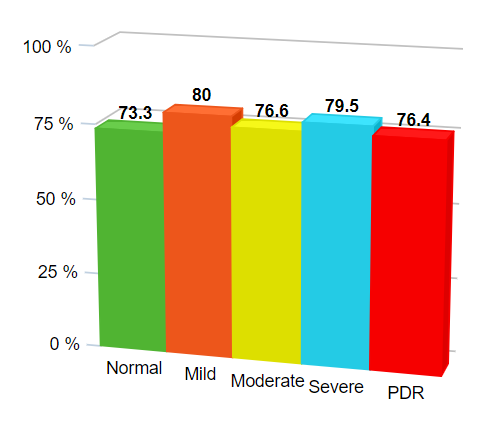 100 %
75 %
50 %
25 %
0 %
73.3
80
76.6
79.5
76.4
Normal
Mild
Moderate
Severe
PDR